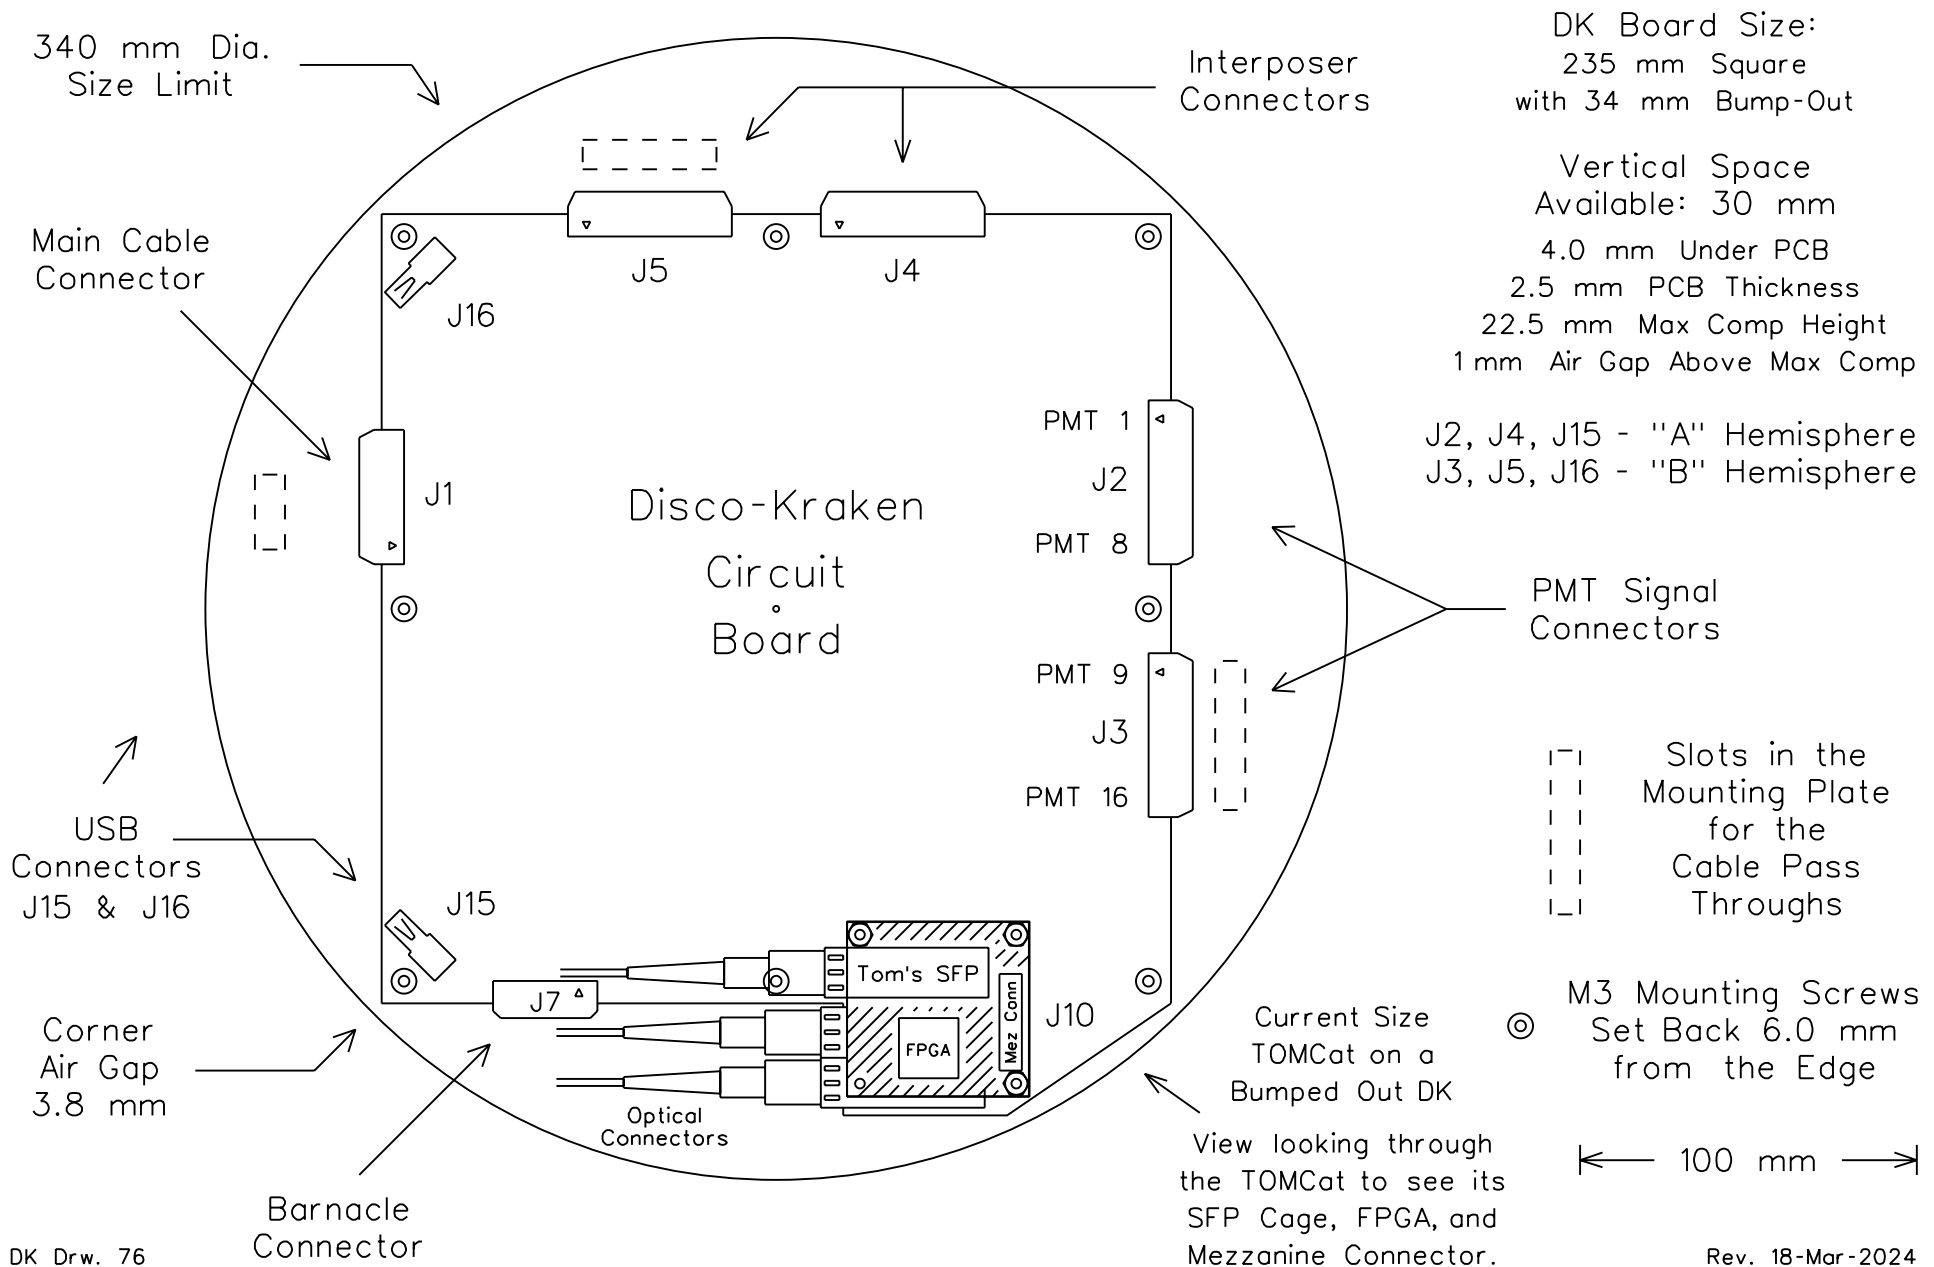 340 mm Dia.
Size Limit
Interposer
Connectors
DK Board Size:
235 mm Square
with 34 mm Bump-Out
Vertical Space
Available: 30 mm
4.0 mm Under PCB
2.5 mm PCB Thickness
22.5 mm Max Comp Height
1 mm Air Gap Above Max Comp
J2, J4, J15 - "A" Hemisphere
J3, J5, J16 - "B" Hemisphere
Main Cable
Connector
J5
J4
J16
J1
PMT 1
J2
PMT 8
Disco-Kraken
Circuit
Board
PMT Signal
Connectors
PMT 9
J3
PMT 16
Slots in the
Mounting Plate
for the
Cable Pass
Throughs
USB
Connectors
J15 & J16
J15
Tom's SFP
J7
Mez Conn
J10
FPGA
M3 Mounting Screws
Set Back 6.0 mm
from the Edge
Corner
Air Gap
3.8 mm
Optical
Connectors
Current Size
TOMCat on a
Bumped Out DK
View looking through
the TOMCat to see its
SFP Cage, FPGA, and
Mezzanine Connector.
100 mm
Barnacle
Connector
DK Drw. 76
Rev. 18-Mar-2024